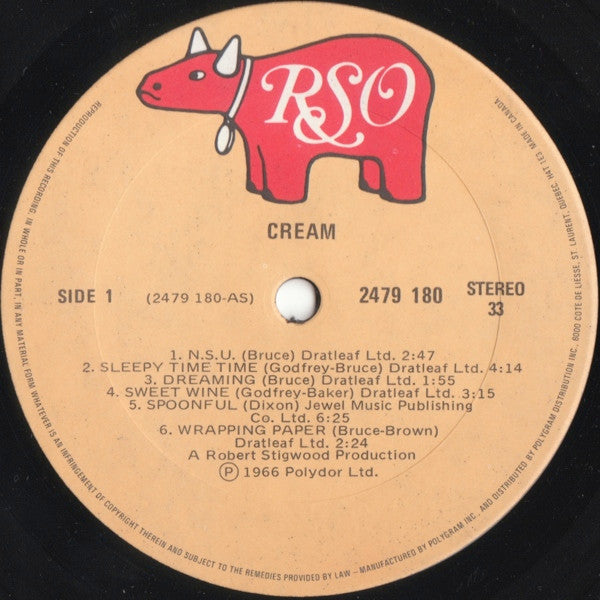 RSO
CREAM
SIDE 1 (2479 180-AS) 2479 180 STEREO
33
1. N.S.U. (Bruce) Dratleaf Ltd. 2:47
2. SLEEPY TIME TIME (Godfrey-Bruce) Dratleaf Ltd. 4:14
3. DREAMING (Bruce) Dratleaf Ltd. 1:55
4. SWEET WINE (Godfrey-Baker) Dratleaf Ltd. 3:15
5. SPOONFUL (Dixon) Jewel Music Publishing
Co. Ltd. 6:25
6. WRAPPING PAPER (Bruce-Brown)
Dratleaf Ltd. 2:24
A Robert Stigwood Production
Ⓟ 1966 Polydor Ltd.
REPRODUCTION OF THIS RECORDING, IN WHOLE OR IN PART, IN ANY MATERIAL FORM WHATEVER IS AN INFRINGEMENT OF COPYRIGHT THEREIN AND SUBJECT TO THE REMEDIES PROVIDED BY LAW – MANUFACTURED BY POLYGRAM INC. AND DISTRIBUTED BY POLYGRAM DISTRIBUTION INC., 6000 COTE DE LIESSE, ST. LAURENT, QUEBEC, H4T 1E3 MADE IN CANADA.